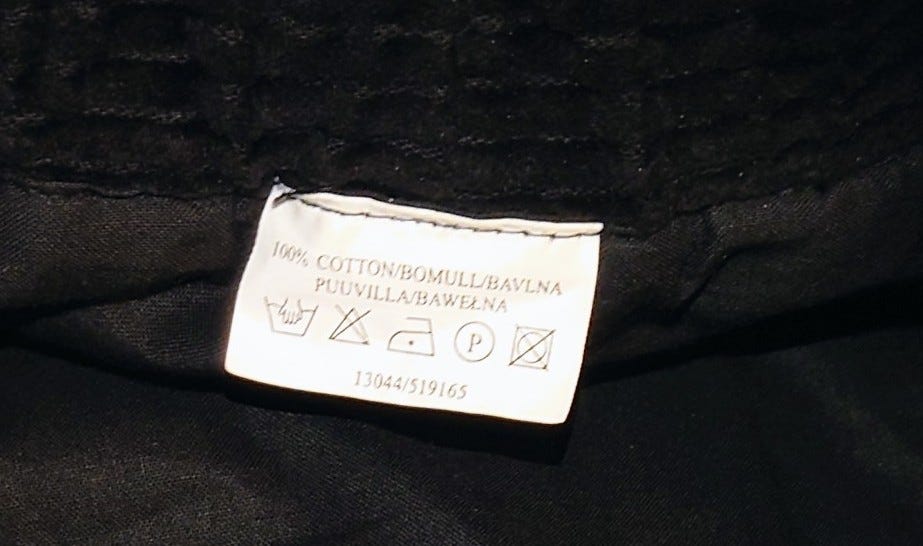 100% COTTON/BOMULL/BAVLNA
PUUVILLA/BAWEŁNA
P
13044/519165